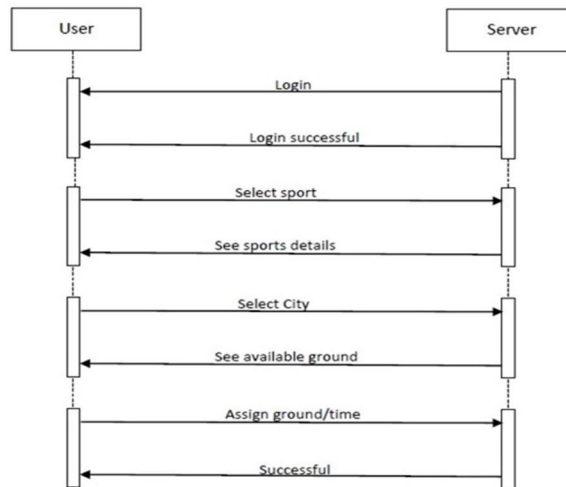 User
Server
Login
Login successful
Select sport
See sports details
Select City
See available ground
Assign ground/time
Successful